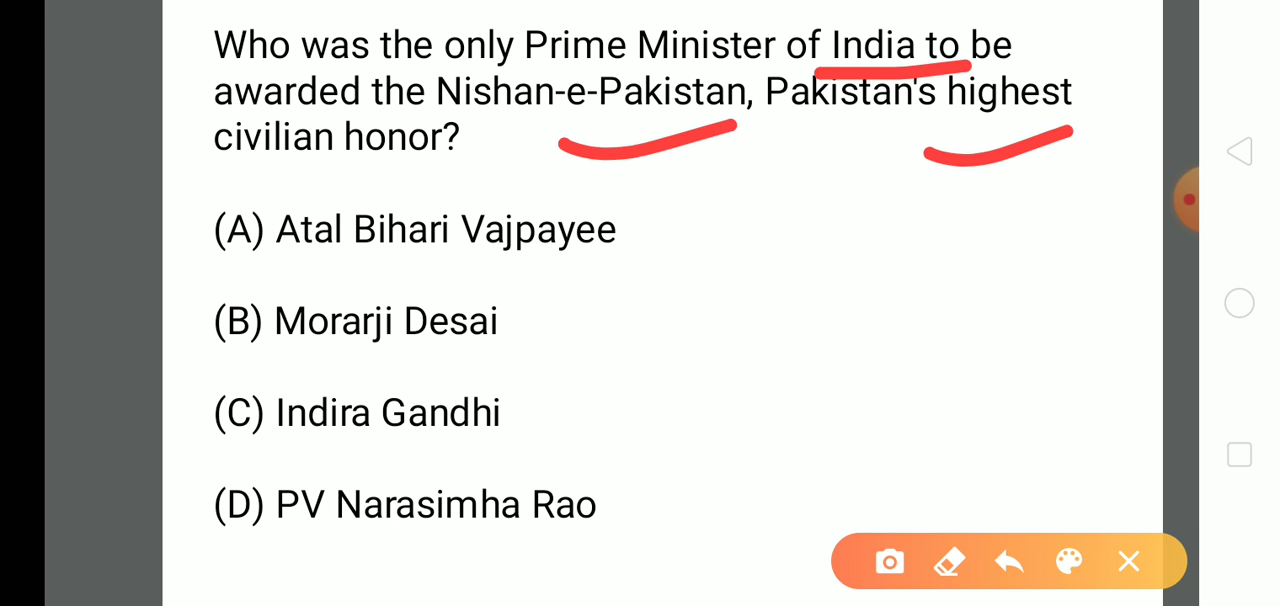 Who was the only Prime Minister of India to be
awarded the Nishan-e-Pakistan, Pakistan's highest
civilian honor?
(A) Atal Bihari Vajpayee
(B) Morarji Desai
(C) Indira Gandhi
(D) PV Narasimha Rao